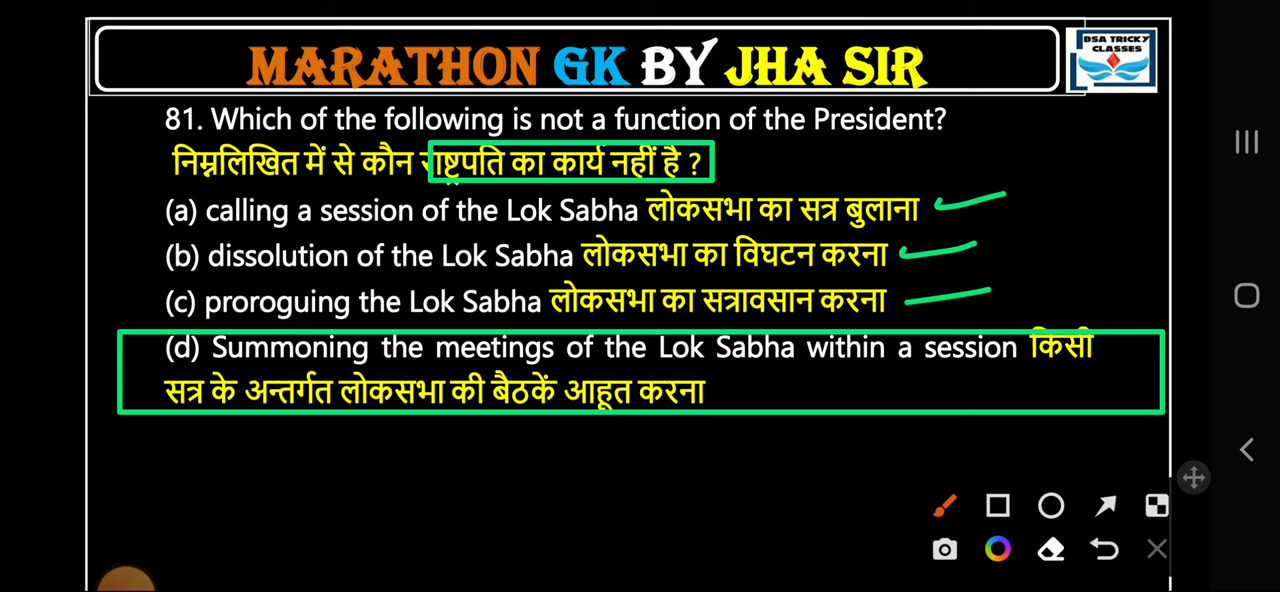 MARATHON GK BY JHA SIR
DSA TRICKY
CLASSES
81. Which of the following is not a function of the President?
निम्नलिखित में से कौन राष्ट्रपति का कार्य नहीं है ?
(a) calling a session of the Lok Sabha लोकसभा का सत्र बुलाना
(b) dissolution of the Lok Sabha लोकसभा का विघटन करना
(c) proroguing the Lok Sabha लोकसभा का सत्रावसान करना
(d) Summoning the meetings of the Lok Sabha within a session किसी
सत्र के अन्तर्गत लोकसभा की बैठकें आहूत करना